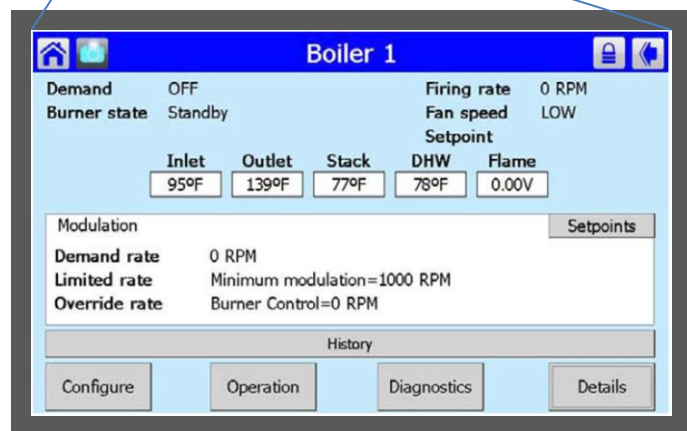 Boiler 1
Demand OFF Firing rate 0 RPM
Burner state Standby Fan speed LOW
Setpoint
Inlet Outlet Stack DHW Flame
95ºF 139ºF 77ºF 78ºF 0.00V
Modulation Setpoints
Demand rate 0 RPM
Limited rate Minimum modulation=1000 RPM
Override rate Burner Control=0 RPM
History
Configure Operation Diagnostics Details